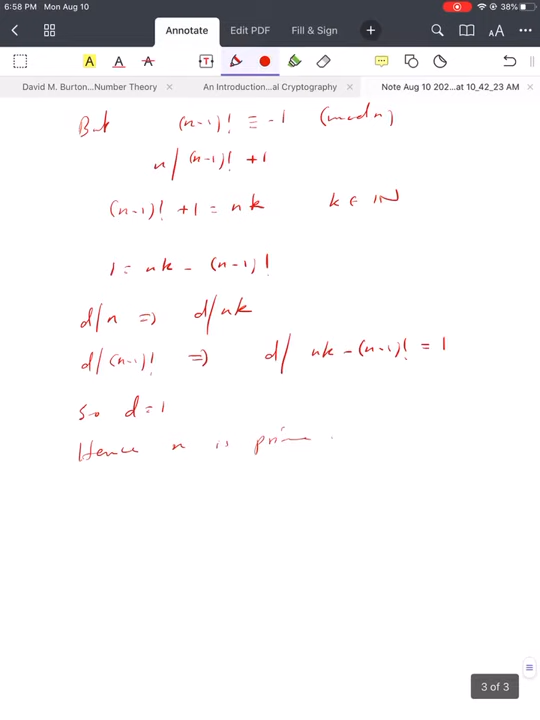 6:58 PM Mon Aug 10 38%
Annotate Edit PDF Fill & Sign
A A A T AA
David M. Burton...Number Theory × An Introduction...al Cryptography × Note Aug 10 202...at 10_42_23 AM ×
But (n-1)! ≡ -1 (mod n)
n/(n-1)! +1
(n-1)! +1 = nk k ∈ IN
1 = nk - (n-1)!
d/n => d/nk
d/(n-1)! => d/ nk - (n-1)! = 1
So d = 1
Hence n is prime.
3 of 3